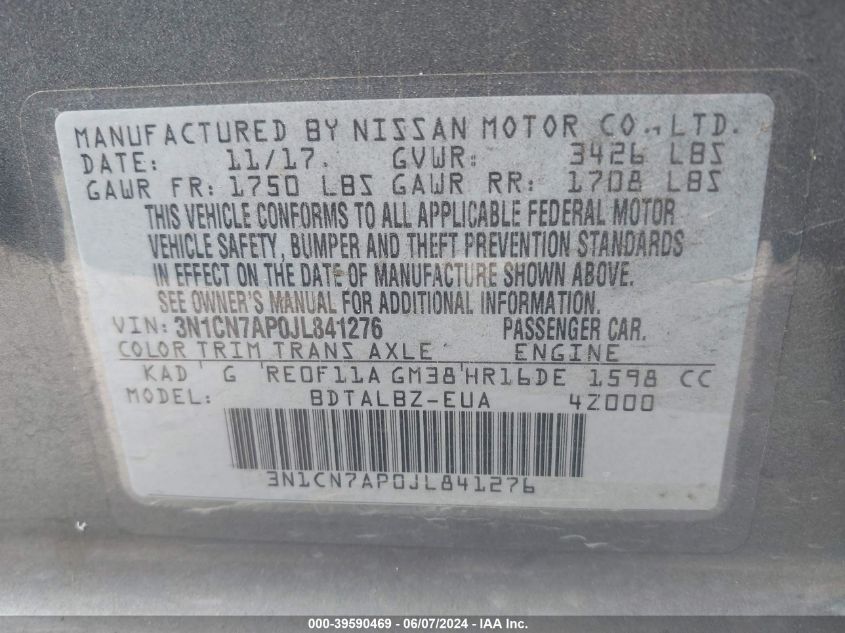 MANUFACTURED BY NISSAN MOTOR CO., LTD.
DATE: 11/17. GVWR: 3426 LBS
GAWR FR: 1750 LBS GAWR RR: 1708 LBS
THIS VEHICLE CONFORMS TO ALL APPLICABLE FEDERAL MOTOR
VEHICLE SAFETY, BUMPER AND THEFT PREVENTION STANDARDS
IN EFFECT ON THE DATE OF MANUFACTURE SHOWN ABOVE.
SEE OWNER'S MANUAL FOR ADDITIONAL INFORMATION.
VIN: 3N1CN7AP0JL841276 PASSENGER CAR.
COLOR TRIM TRANS AXLE ENGINE
KAD G RE0F11A GM38 HR16DE 1598 CC
MODEL: BDTALBZ-EUA 4Z000
3N1CN7AP0JL841276
000-39590469 - 06/07/2024 - IAA Inc.